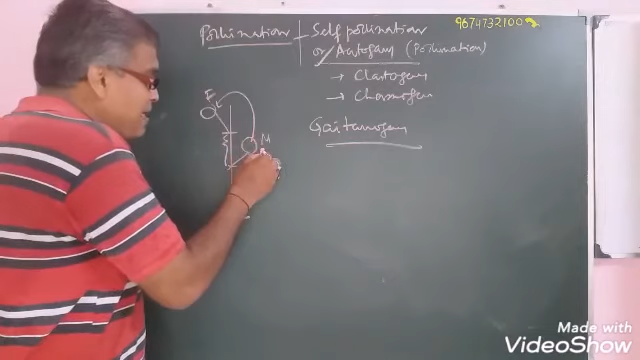 Pollination
Self pollination
or Autogamy (Pollination)
→ Cleistogamy
→ Chasmogamy
Geitonogamy
9674732100
F
M
Made with
VideoShow